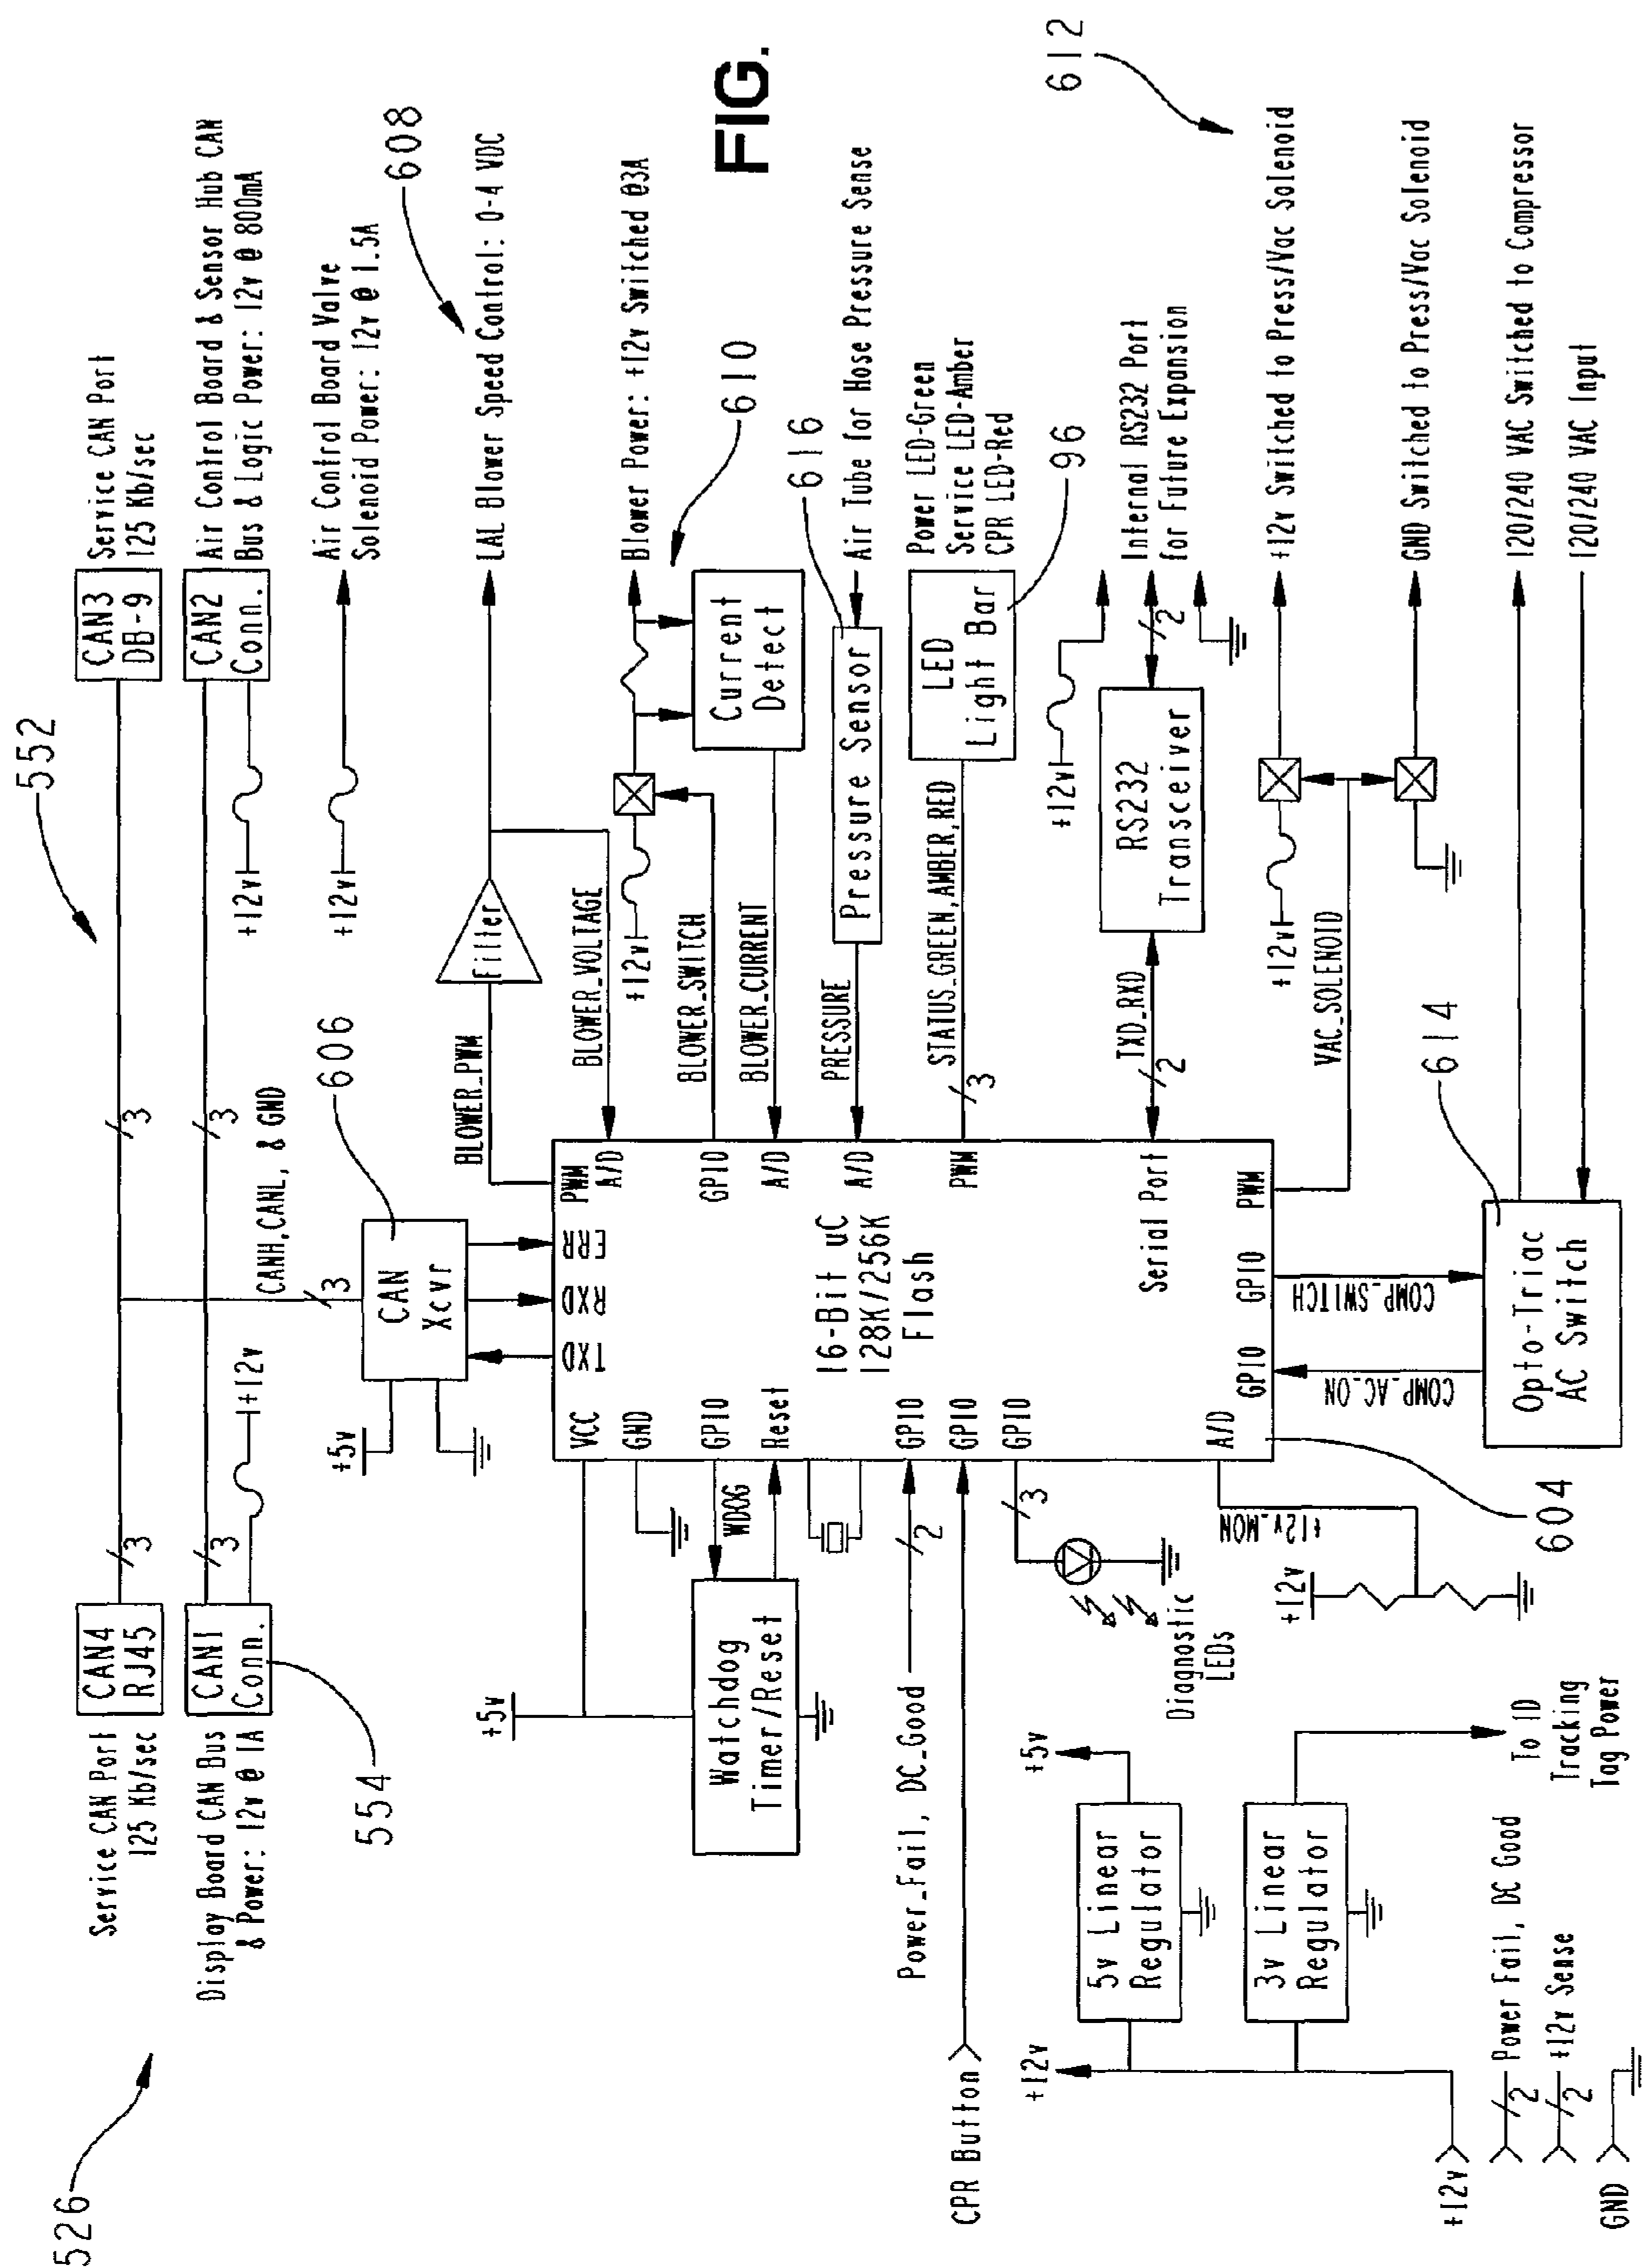 526
552
Service CAN Port
125 Kb/sec
CAN4
RJ45
3
3
CAN3
DB-9
Service CAN Port
125 Kb/sec
Display Board CAN Bus
& Power: 12v @ 1A
CAN1
Conn.
3
3
CAN2
Conn.
Air Control Board & Sensor Hub CAN
Bus & Logic Power: 12v @ 800mA
554
+12v
CANH,CANL, & GND
3
+12v
+12v
Air Control Board Valve
Solenoid Power: 12v @ 1.5A
+5v
CAN
Xcvr
606
608
TXD
RXD
ERR
BLOWER_PWM
Filter
LAL Blower Speed Control: 0-4 VDC
BLOWER_VOLTAGE
+5v
VCC
GND
GPIO
Reset
WDOG
Watchdog
Timer/Reset
PWM
A/D
GPIO
A/D
A/D
PWM
Serial Port
PWM
16-Bit uC
128K/256K
Flash
+12v
Blower Power: +12v Switched @3A
BLOWER_SWITCH
BLOWER_CURRENT
Current
Detect
610
FIG.
PRESSURE
Pressure Sensor
616
Air Tube for Hose Pressure Sense
Power_Fail, DC_Good
2
GPIO
GPIO
GPIO
CPR Button
STATUS_GREEN,AMBER,RED
3
LED
Light Bar
96
Power LED-Green
Service LED-Amber
CPR LED-Red
3
Diagnostic
LEDs
TXD_RXD
2
RS232
Transceiver
2
+12v
Internal RS232 Port
for Future Expansion
612
+12v
+12v_MON
A/D
GPIO
GPIO
604
COMP_AC_ON
COMP_SWITCH
VAC_SOLENOID
+12v
+12v Switched to Press/Vac Solenoid
GND Switched to Press/Vac Solenoid
Opto-Triac
AC Switch
614
120/240 VAC Switched to Compressor
120/240 VAC Input
+12v
+5v
5v Linear
Regulator
3v Linear
Regulator
To ID
Tracking
Tag Power
+12v
2
Power Fail, DC Good
2
+12v Sense
GND